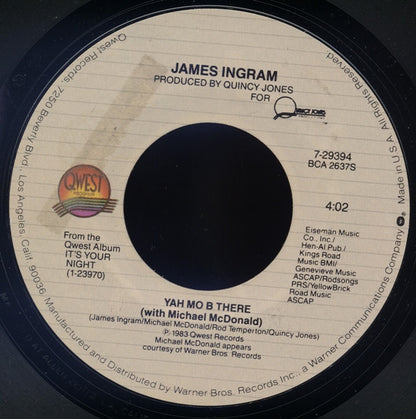 JAMES INGRAM
PRODUCED BY QUINCY JONES
FOR
QUINCY JONES
7-29394
BCA 2637S
4:02
QWEST
RECORDS
From the
Qwest Album
IT'S YOUR
NIGHT
(1-23970)
Eiseman Music
Co., Inc./
Hen-Al Pub./
Kings Road
Music BMI/
Genevieve Music
ASCAP/Rodsongs
PRS/YellowBrick
Road Music
ASCAP
YAH MO B THERE
(with Michael McDonald)
(James Ingram/Michael McDonald/Rod Temperton/Quincy Jones)
℗ 1983 Qwest Records
Michael McDonald appears
courtesy of Warner Bros. Records
Qwest Records, 7250 Beverly Blvd., Los Angeles, Calif. 90036
Manufactured and Distributed by Warner Bros. Records Inc., a Warner Communications Company
Made in U.S.A. All Rights Reserved.